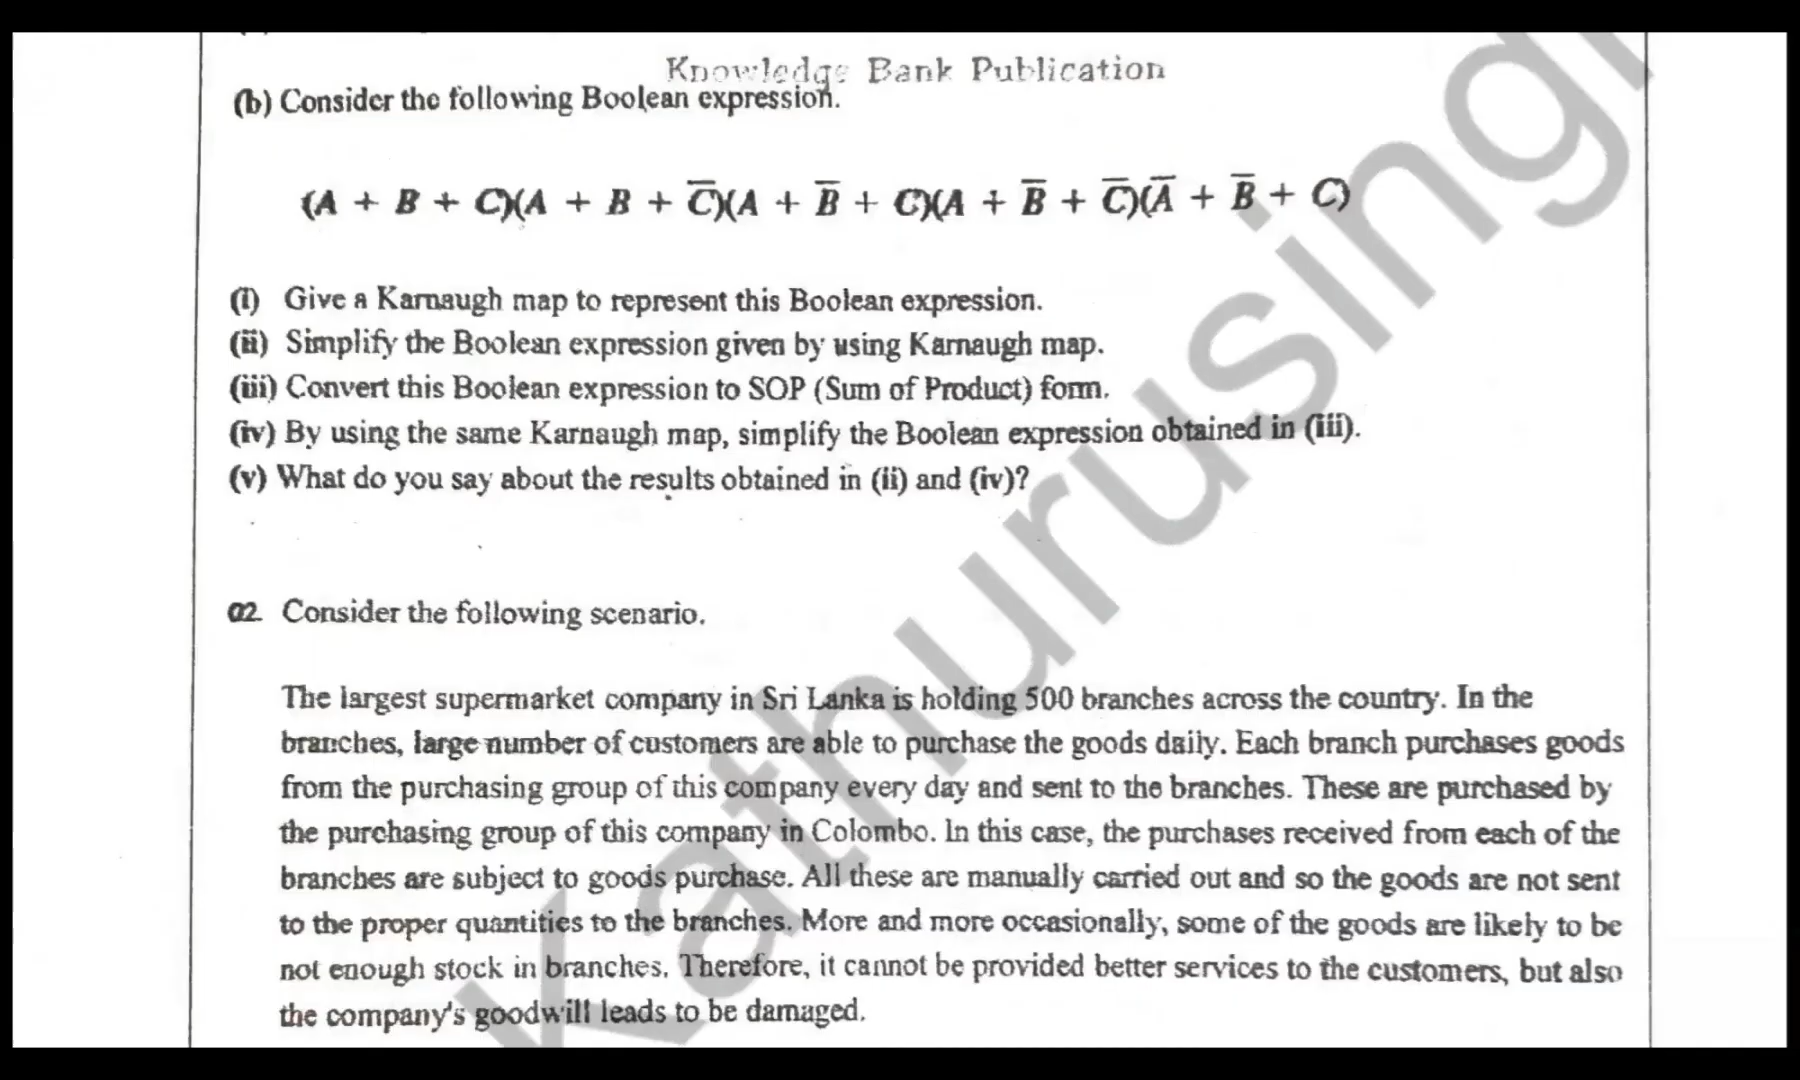 Knowledge Bank Publication
(b) Consider the following Boolean expression.
(A + B + C)(A + B + C̅)(A + B̅ + C)(A + B̅ + C̅)(A̅ + B̅ + C)
(i) Give a Karnaugh map to represent this Boolean expression.
(ii) Simplify the Boolean expression given by using Karnaugh map.
(iii) Convert this Boolean expression to SOP (Sum of Product) form.
(iv) By using the same Karnaugh map, simplify the Boolean expression obtained in (iii).
(v) What do you say about the results obtained in (ii) and (iv)?
02. Consider the following scenario.
The largest supermarket company in Sri Lanka is holding 500 branches across the country. In the
branches, large number of customers are able to purchase the goods daily. Each branch purchases goods
from the purchasing group of this company every day and sent to the branches. These are purchased by
the purchasing group of this company in Colombo. In this case, the purchases received from each of the
branches are subject to goods purchase. All these are manually carried out and so the goods are not sent
to the proper quantities to the branches. More and more occasionally, some of the goods are likely to be
not enough stock in branches. Therefore, it cannot be provided better services to the customers, but also
the company's goodwill leads to be damaged.
Kathurusing